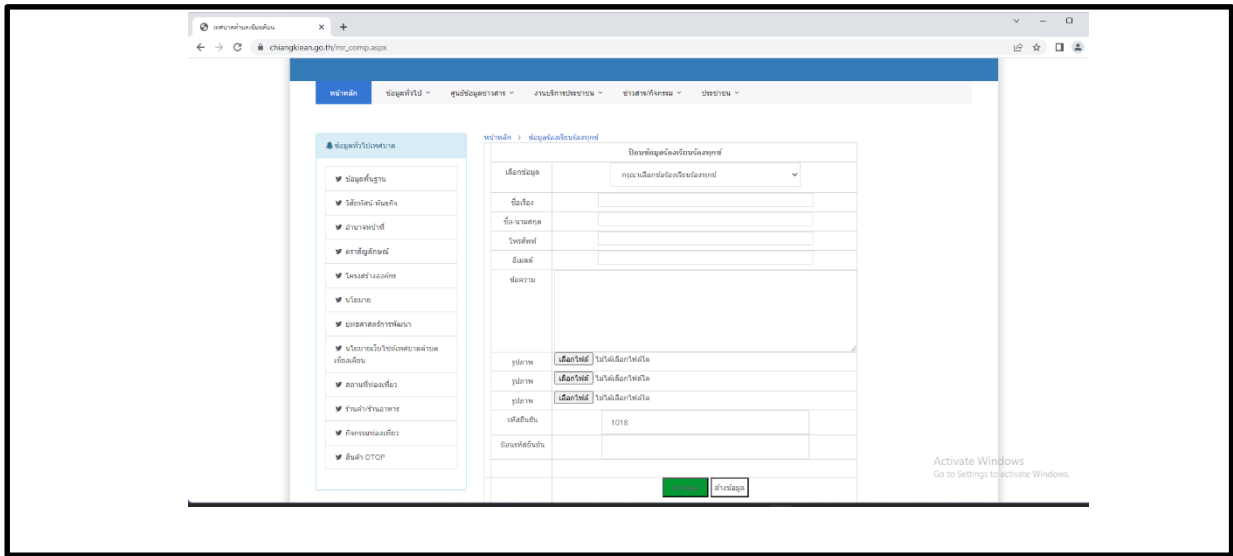 เทศบาลตำบลเชียงเคียน
chiangkiean.go.th/mr_comp.aspx
หน้าหลัก ข้อมูลทั่วไป ศูนย์ข้อมูลข่าวสาร งานบริการประชาชน ข่าวสาร/กิจกรรม ประชาชน
ข้อมูลทั่วไปเทศบาล
ข้อมูลพื้นฐาน
วิสัยทัศน์-พันธกิจ
อำนาจหน้าที่
ตราสัญลักษณ์
โครงสร้างองค์กร
นโยบาย
ยุทธศาสตร์การพัฒนา
นโยบายเว็บไซต์เทศบาลตำบล
เชียงเคียน
สถานที่ท่องเที่ยว
ร้านค้า/ร้านอาหาร
กิจกรรมท่องเที่ยว
สินค้า OTOP
หน้าหลัก > ข้อมูลร้องเรียนร้องทุกข์
ป้อนข้อมูลร้องเรียนร้องทุกข์
เลือกข้อมูล กรุณาเลือกข้อร้องเรียนร้องทุกข์
ชื่อเรื่อง
ชื่อ-นามสกุล
โทรศัพท์
อีเมลล์
ข้อความ
รูปภาพ เลือกไฟล์ ไม่ได้เลือกไฟล์ใด
รูปภาพ เลือกไฟล์ ไม่ได้เลือกไฟล์ใด
รูปภาพ เลือกไฟล์ ไม่ได้เลือกไฟล์ใด
รหัสยืนยัน 1018
ป้อนรหัสยืนยัน
ล้างข้อมูล
Activate Windows
Go to Settings to activate Windows.